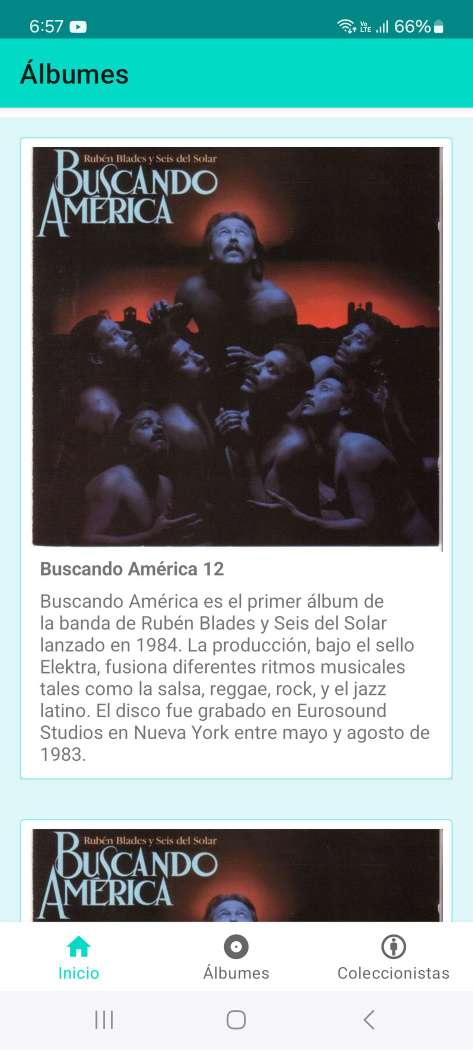 6:57
Vo
LTE
66%
Álbumes
Rubén Blades y Seis del Solar
BUSCANDO
AMÉRICA
Buscando América 12
Buscando América es el primer álbum de
la banda de Rubén Blades y Seis del Solar
lanzado en 1984. La producción, bajo el sello
Elektra, fusiona diferentes ritmos musicales
tales como la salsa, reggae, rock, y el jazz
latino. El disco fue grabado en Eurosound
Studios en Nueva York entre mayo y agosto de
1983.
Rubén Blades y Seis del Solar
BUSCANDO
AMÉRICA
Inicio
Álbumes
Coleccionistas